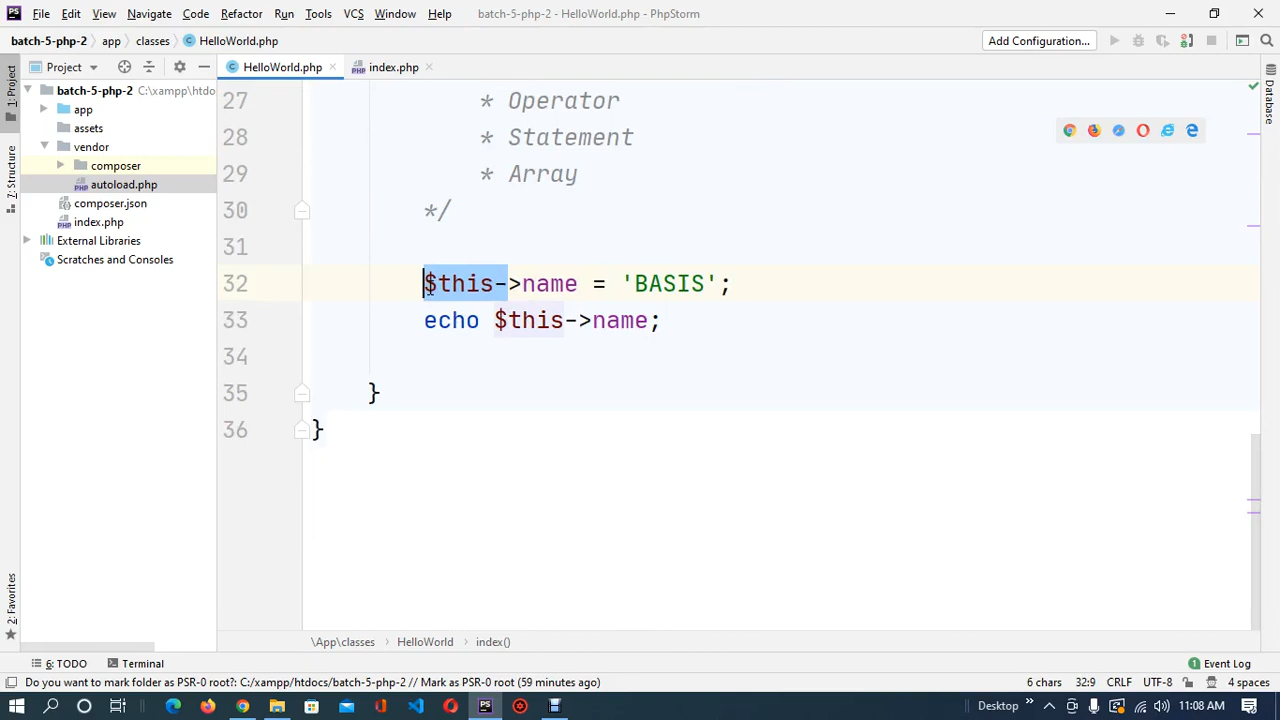 File Edit View Navigate Code Refactor Run Tools VCS Window Help batch-5-php-2 - HelloWorld.php - PhpStorm
batch-5-php-2 app classes HelloWorld.php Add Configuration...
Project HelloWorld.php index.php
1: Project
Z: Structure
2: Favorites
Database
batch-5-php-2 C:\xampp\htdo
app
assets
vendor
composer
autoload.php
composer.json
index.php
External Libraries
Scratches and Consoles
27 * Operator
28 * Statement
29 * Array
30 */
31
32 $this->name = 'BASIS';
33 echo $this->name;
34
35 }
36 }
\App\classes HelloWorld index()
6: TODO Terminal Event Log
Do you want to mark folder as PSR-0 root?: C:/xampp/htdocs/batch-5-php-2 // Mark as PSR-0 root (59 minutes ago) 6 chars 32:9 CRLF UTF-8 4 spaces
Desktop 11:08 AM